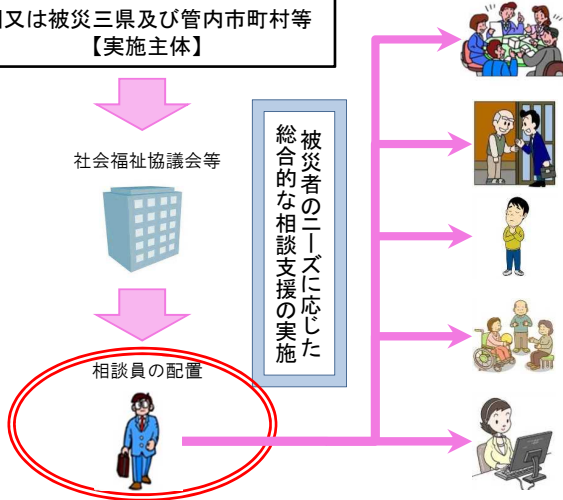 又は被災三県及び管内市町村等
【実施主体】
社会福祉協議会等
被災者のニーズに応じた
総合的な相談支援の実施
相談員の配置